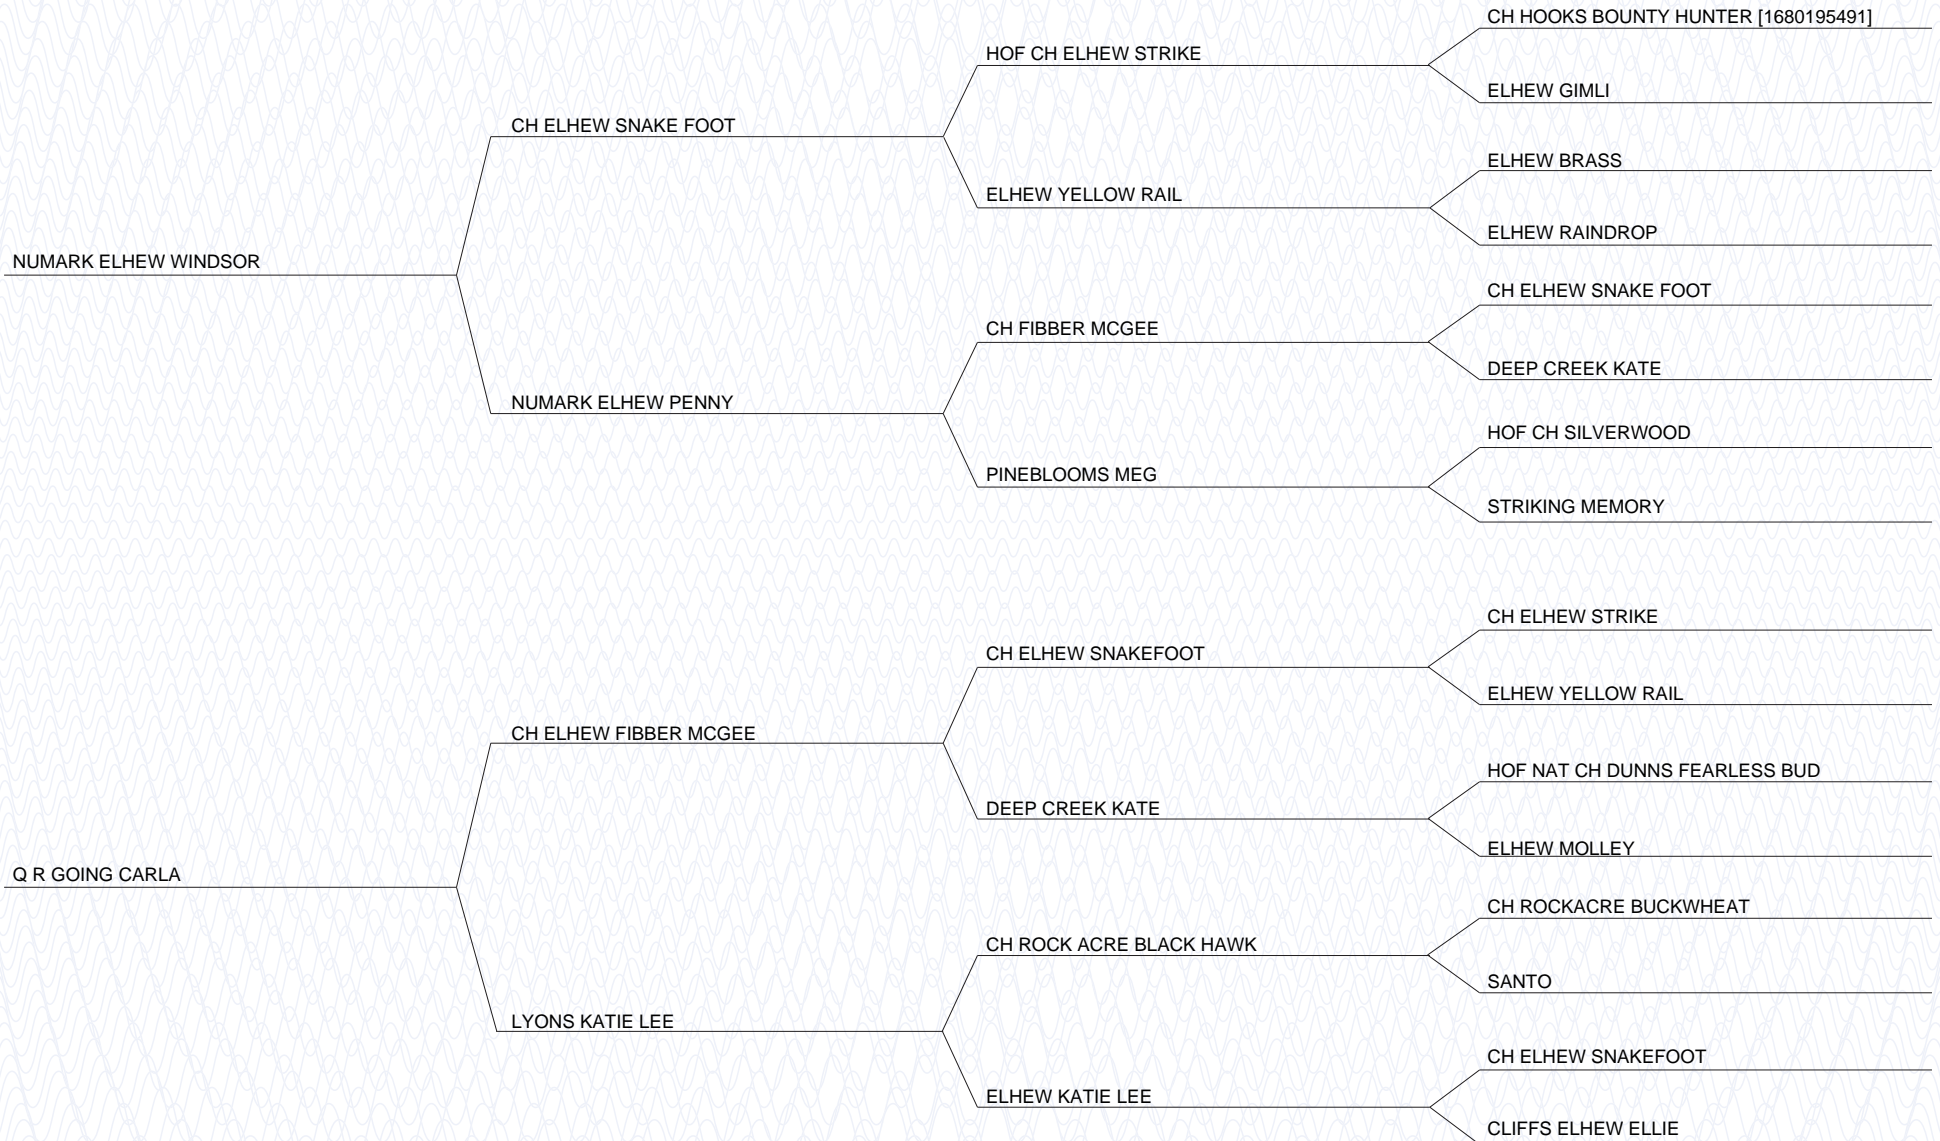 CH HOOKS BOUNTY HUNTER [1680195491]
HOF CH ELHEW STRIKE
ELHEW GIMLI
CH ELHEW SNAKE FOOT
ELHEW BRASS
ELHEW YELLOW RAIL
ELHEW RAINDROP
NUMARK ELHEW WINDSOR
CH ELHEW SNAKE FOOT
CH FIBBER MCGEE
DEEP CREEK KATE
NUMARK ELHEW PENNY
HOF CH SILVERWOOD
PINEBLOOMS MEG
STRIKING MEMORY
CH ELHEW STRIKE
CH ELHEW SNAKEFOOT
ELHEW YELLOW RAIL
CH ELHEW FIBBER MCGEE
HOF NAT CH DUNNS FEARLESS BUD
DEEP CREEK KATE
ELHEW MOLLEY
Q R GOING CARLA
CH ROCKACRE BUCKWHEAT
CH ROCK ACRE BLACK HAWK
SANTO
LYONS KATIE LEE
CH ELHEW SNAKEFOOT
ELHEW KATIE LEE
CLIFFS ELHEW ELLIE